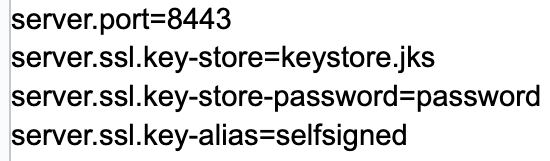 server.port=8443
server.ssl.key-store=keystore.jks
server.ssl.key-store-password=password
server.ssl.key-alias=selfsigned